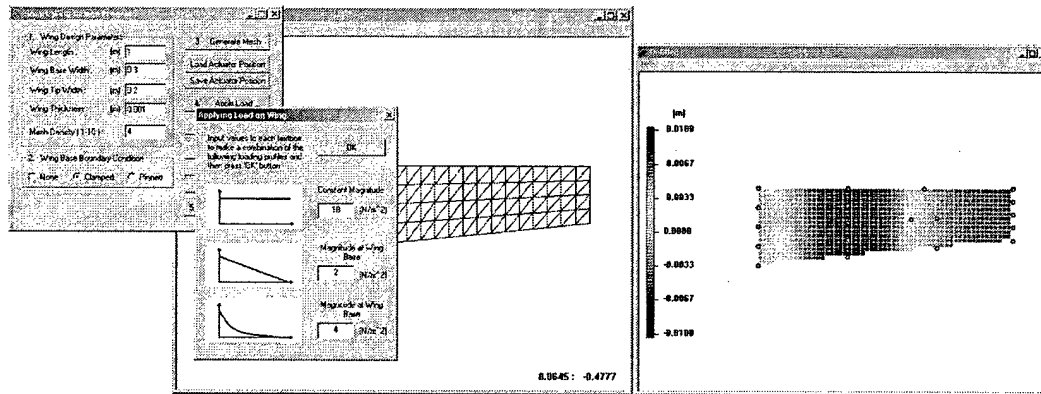 1. Wing Design Parameters
Wing Length: [m] 1
Wing Base Width: [m] 0.3
Wing Tip Width: [m] 0.2
Wing Thickness: [m] 0.001
Mesh Density (1-10): 4
2. Wing Base Boundary Condition
None Clamped Pinned
3. Generate Mesh
Load Actuator Position
Save Actuator Position
4. Apply Load
Applying Load on Wing
Input values to each textbox
to make a combination of the
following loading profiles and
then press 'OK' button
OK
Constant Magnitude
10 [N/m^2]
Magnitude at Wing
Base
2 [N/m^2]
Magnitude at Wing
Base
4 [N/m^2]
8.0645 : -0.4777
[m]
0.0100
0.0067
0.0033
0.0000
-0.0033
-0.0067
-0.0100